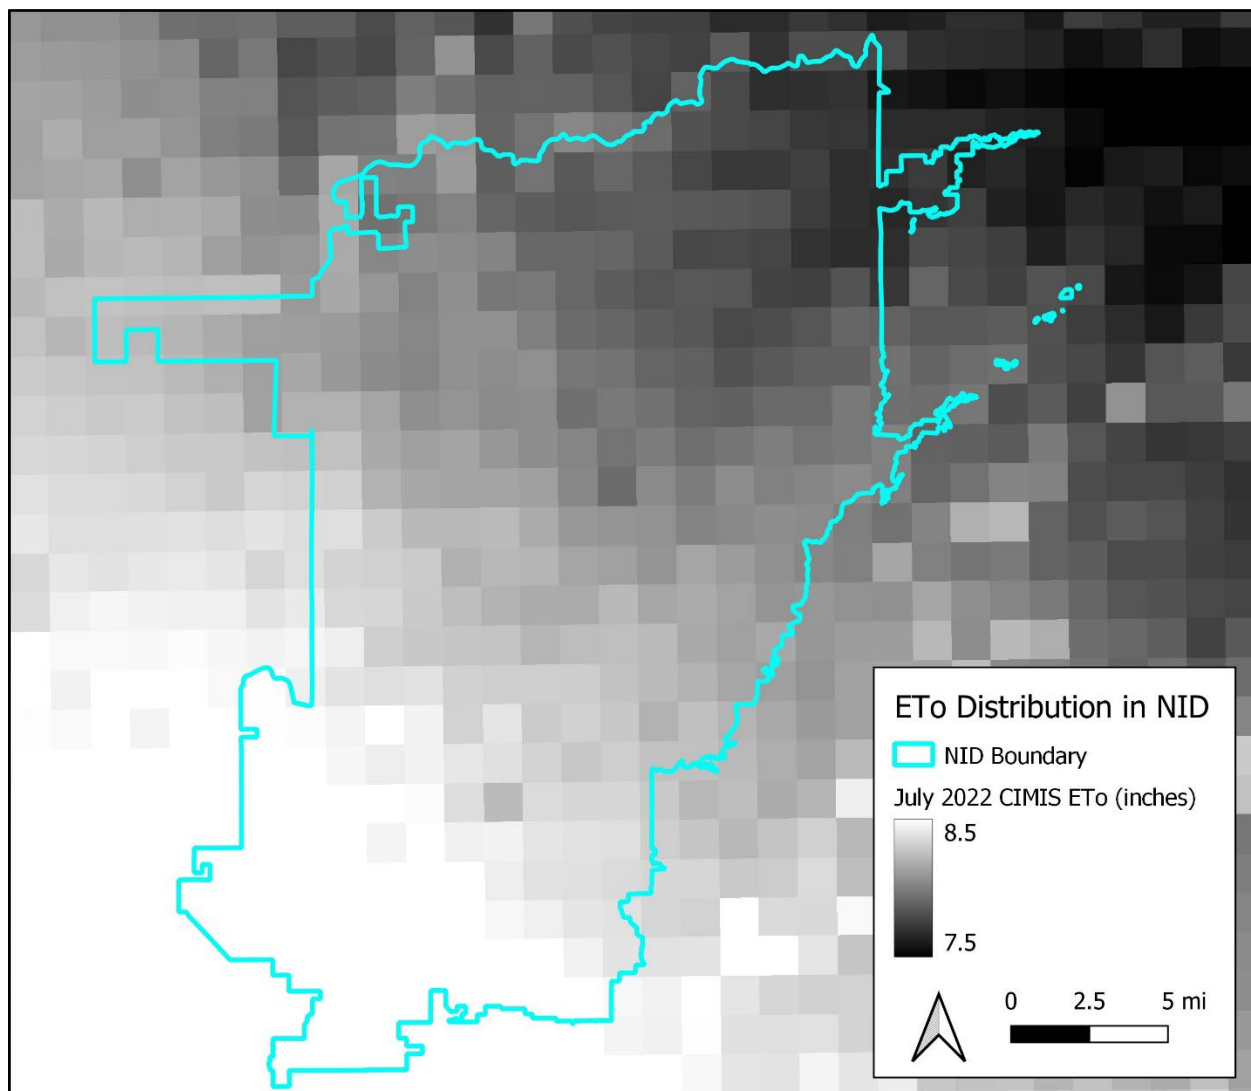 ETo Distribution in NID
NID Boundary
July 2022 CIMIS ETo (inches)
8.5
7.5
0 2.5 5 mi